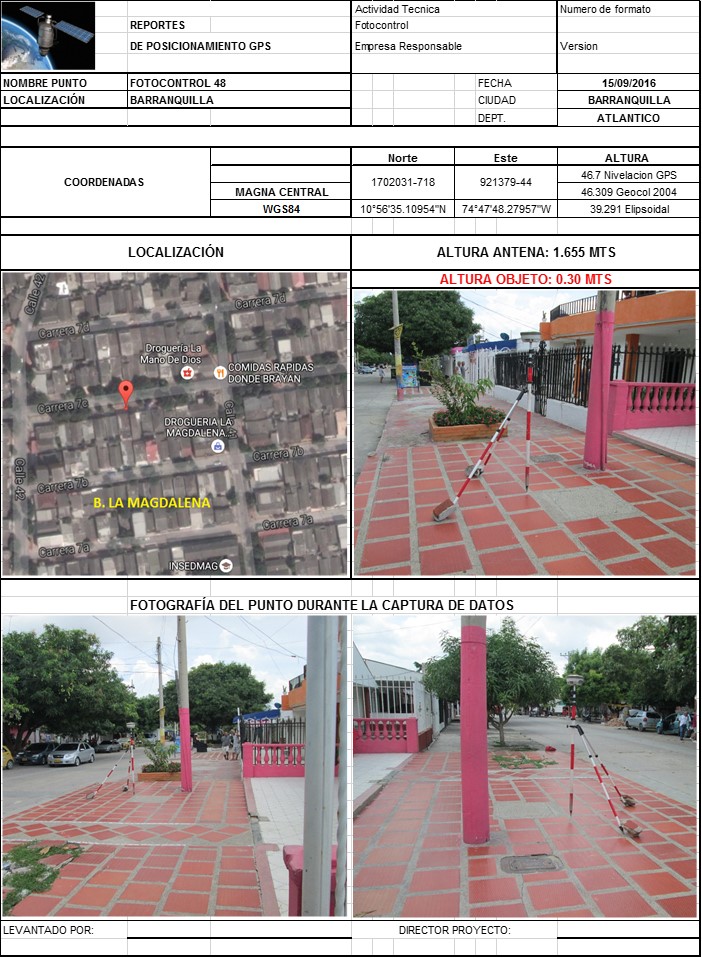 Actividad Tecnica
Numero de formato
REPORTES
Fotocontrol
DE POSICIONAMIENTO GPS
Empresa Responsable
Version
NOMBRE PUNTO FOTOCONTROL 48 FECHA 15/09/2016
LOCALIZACIÓN BARRANQUILLA CIUDAD BARRANQUILLA
DEPT. ATLANTICO
COORDENADAS
Norte Este ALTURA
MAGNA CENTRAL 1702031-718 921379-44
46.7 Nivelacion GPS
46.309 Geocol 2004
WGS84 10°56'35.10954"N 74°47'48.27957"W 39.291 Elipsoidal
LOCALIZACIÓN
ALTURA ANTENA: 1.655 MTS
ALTURA OBJETO: 0.30 MTS
Calle 42
Carrera 7d
Carrera 7d
Droguería La
Mano De Dios
COMIDAS RAPIDAS
DONDE BRAYAN
Carrera 7c
DROGUERIA LA
MAGDALENA...
Carrera 7b
Calle 42
Carrera 7b
B. LA MAGDALENA
Carrera 7a
Carrera 7a
INSEDMAG
FOTOGRAFÍA DEL PUNTO DURANTE LA CAPTURA DE DATOS
LEVANTADO POR:
DIRECTOR PROYECTO: